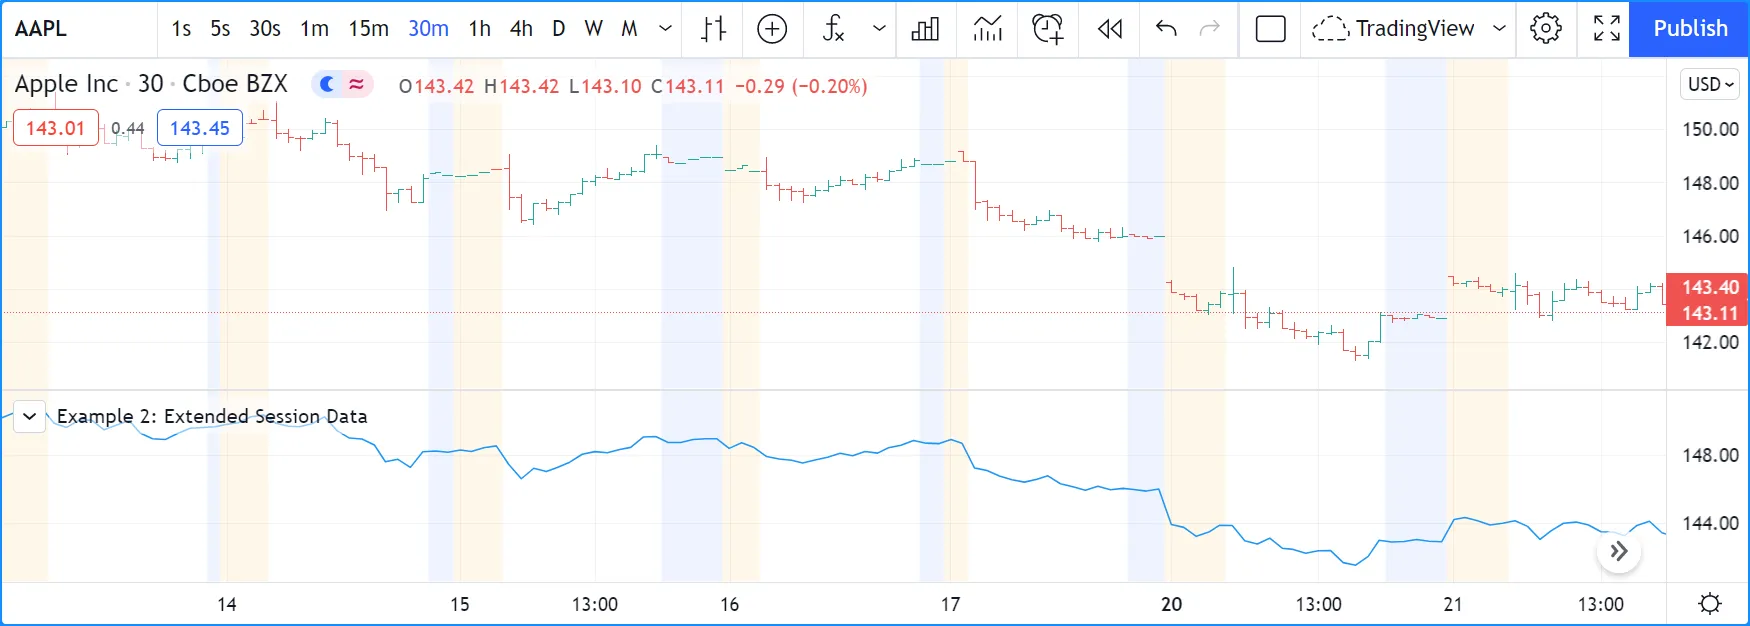 AAPL 1s 5s 30s 1m 15m 30m 1h 4h D W M fx TradingView Publish
Apple Inc · 30 · Cboe BZX O143.42 H143.42 L143.10 C143.11 −0.29 (−0.20%) USD
143.01 0.44 143.45
150.00
148.00
146.00
143.40
143.11
142.00
Example 2: Extended Session Data
148.00
144.00
14 15 13:00 16 17 20 13:00 21 13:00